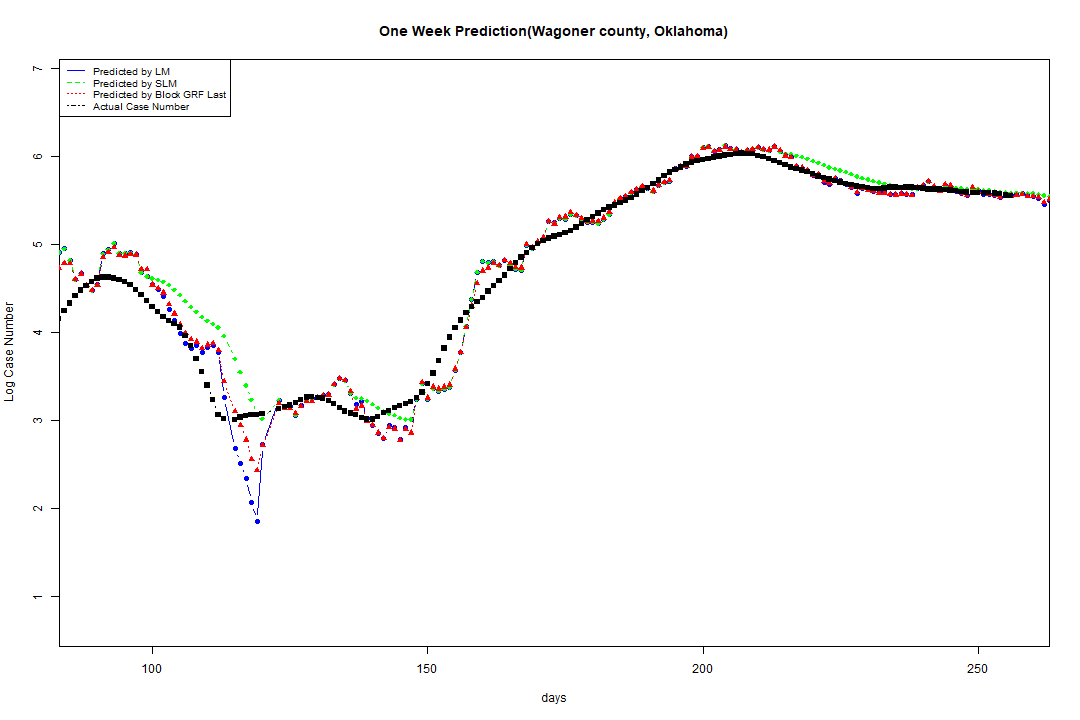 One Week Prediction(Wagoner county, Oklahoma)
Predicted by LM
Predicted by SLM
Predicted by Block GRF Last
Actual Case Number
Log Case Number
7
6
5
4
3
2
1
100 150 200 250
days